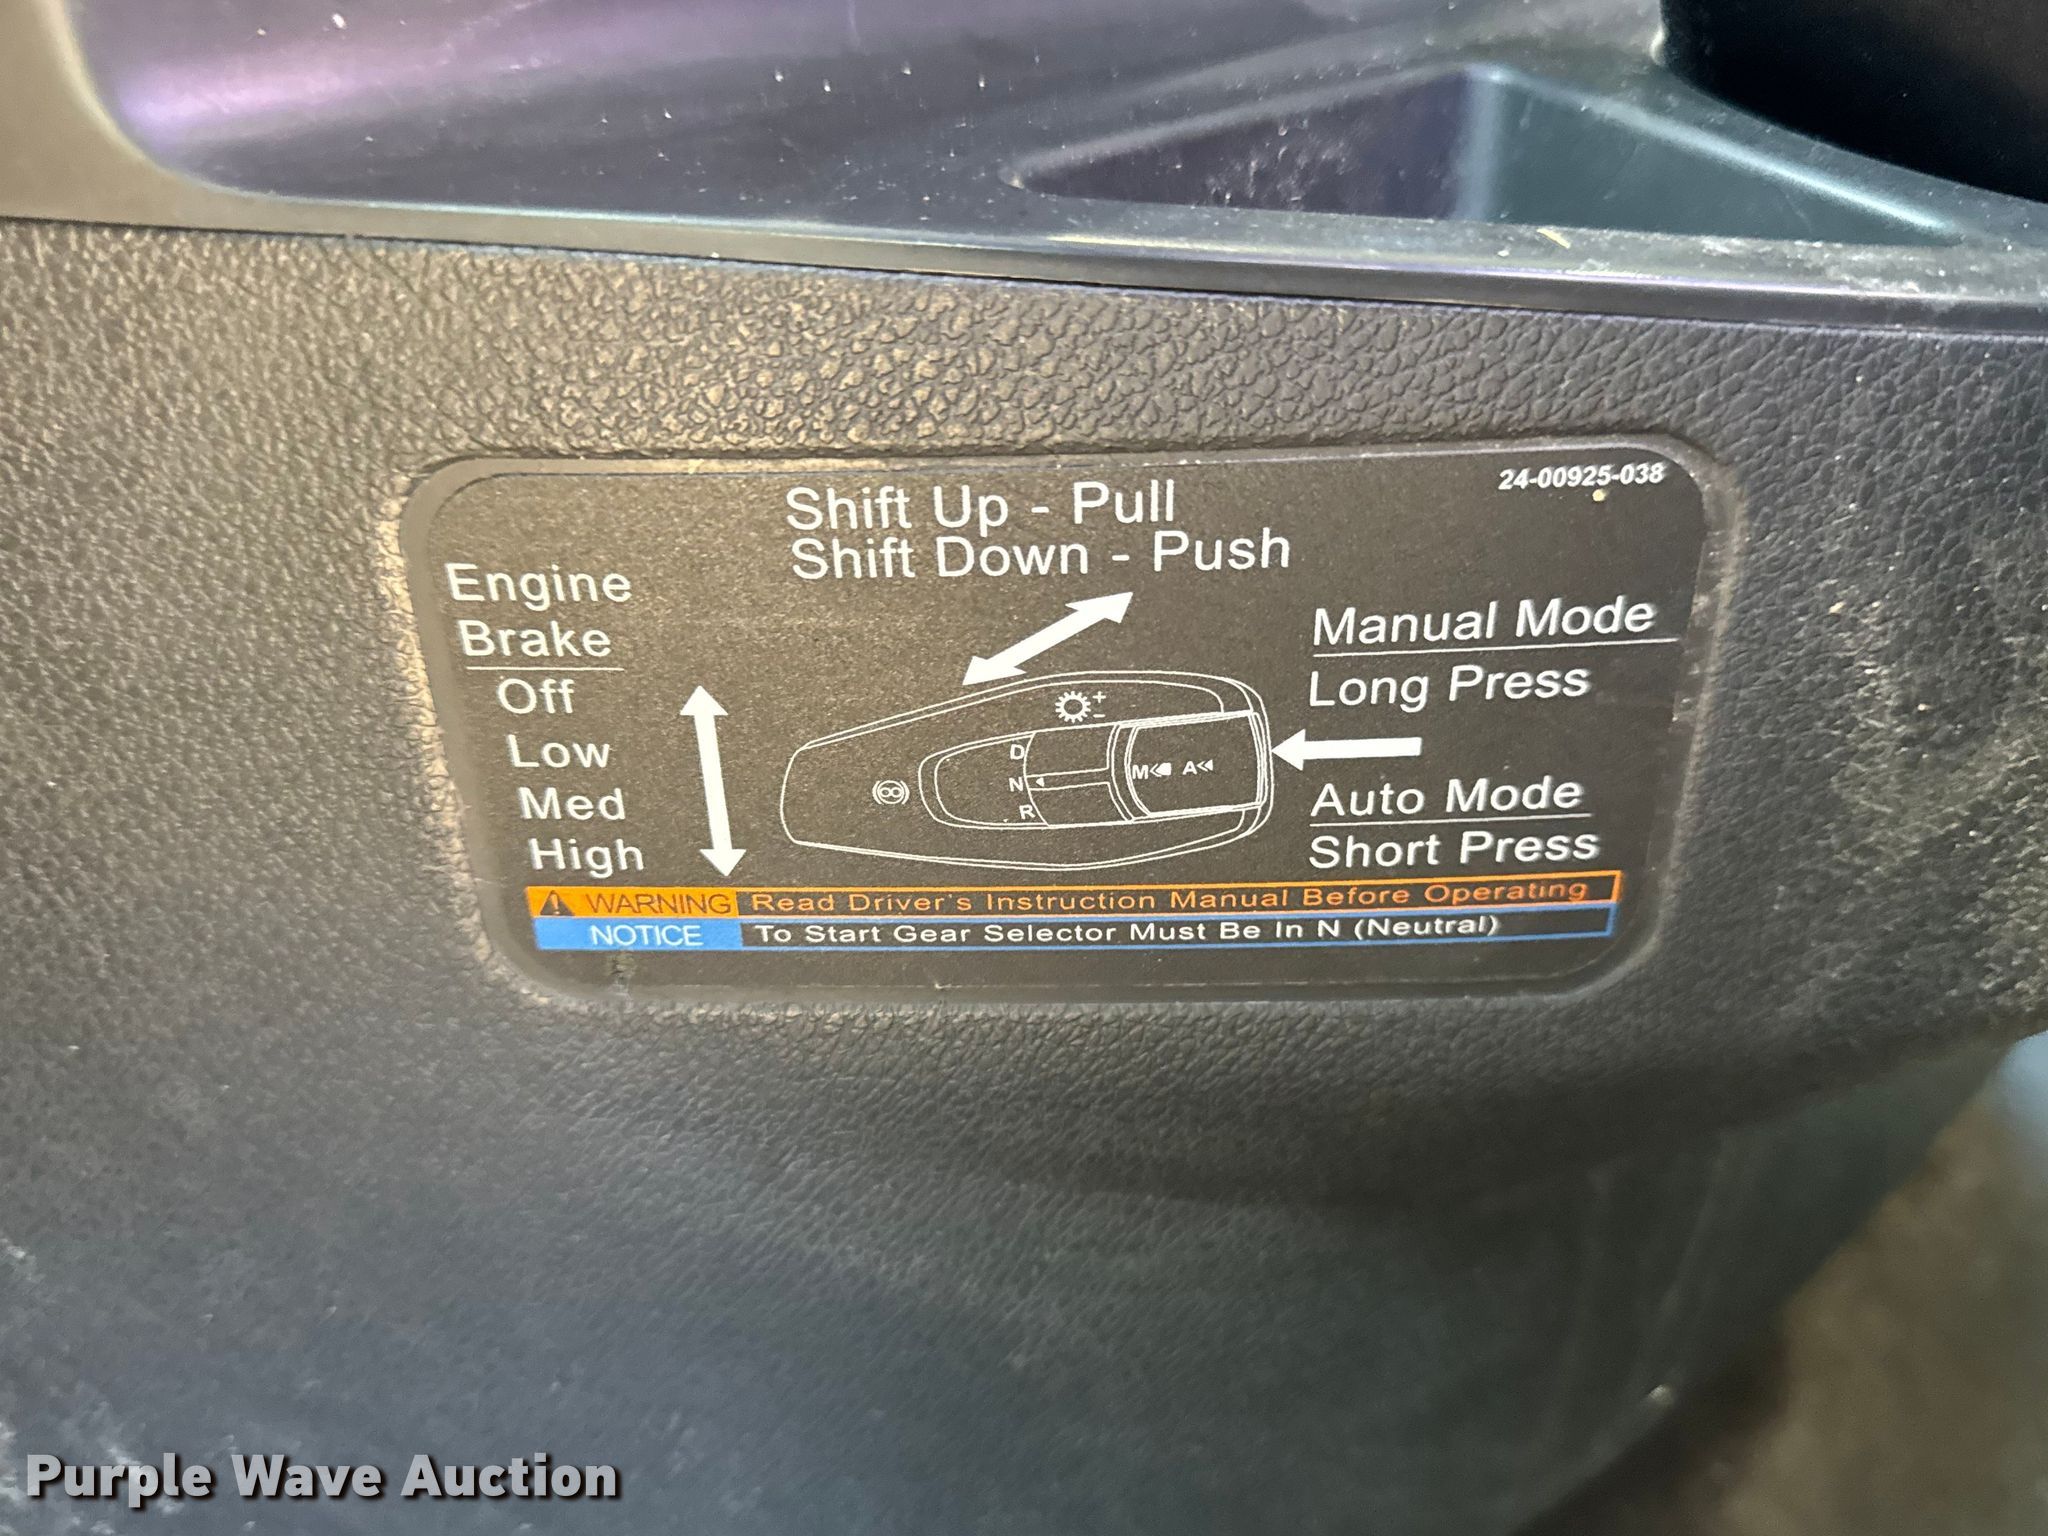 24-00925-038
Shift Up - Pull
Shift Down - Push
Engine
Brake
Off
Low
Med
High
D
N
R
+
-
M
A
Manual Mode
Long Press
Auto Mode
Short Press
WARNING Read Driver's Instruction Manual Before Operating
NOTICE To Start Gear Selector Must Be In N (Neutral)
Purple Wave Auction